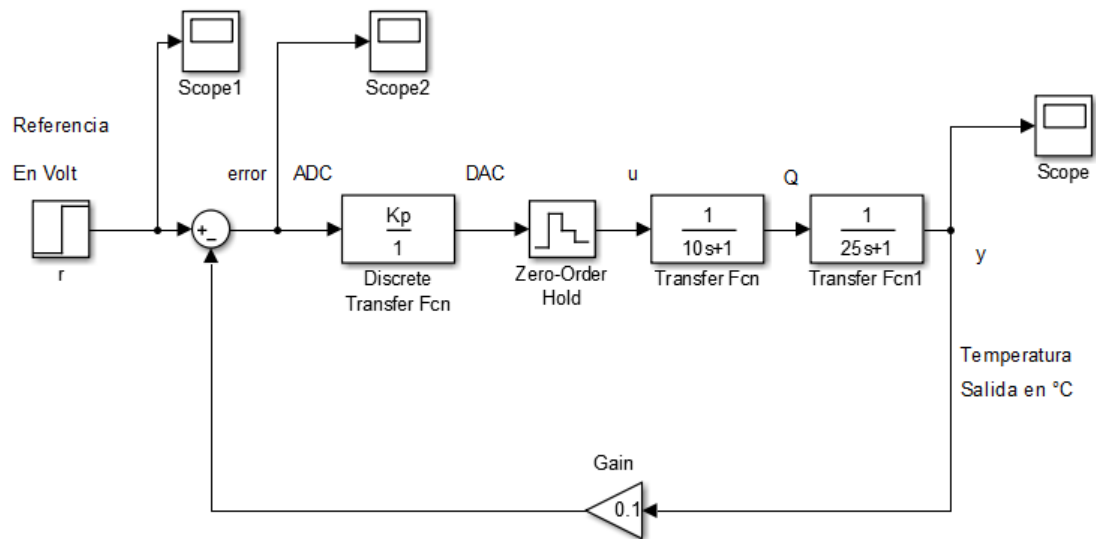 Scope1
Scope2
Referencia
En Volt
error
ADC
DAC
u
Q
Scope
r
+
-
Kp
1
Discrete
Transfer Fcn
Zero-Order
Hold
1
10s+1
Transfer Fcn
1
25s+1
Transfer Fcn1
y
Temperatura
Salida en °C
Gain
0.1